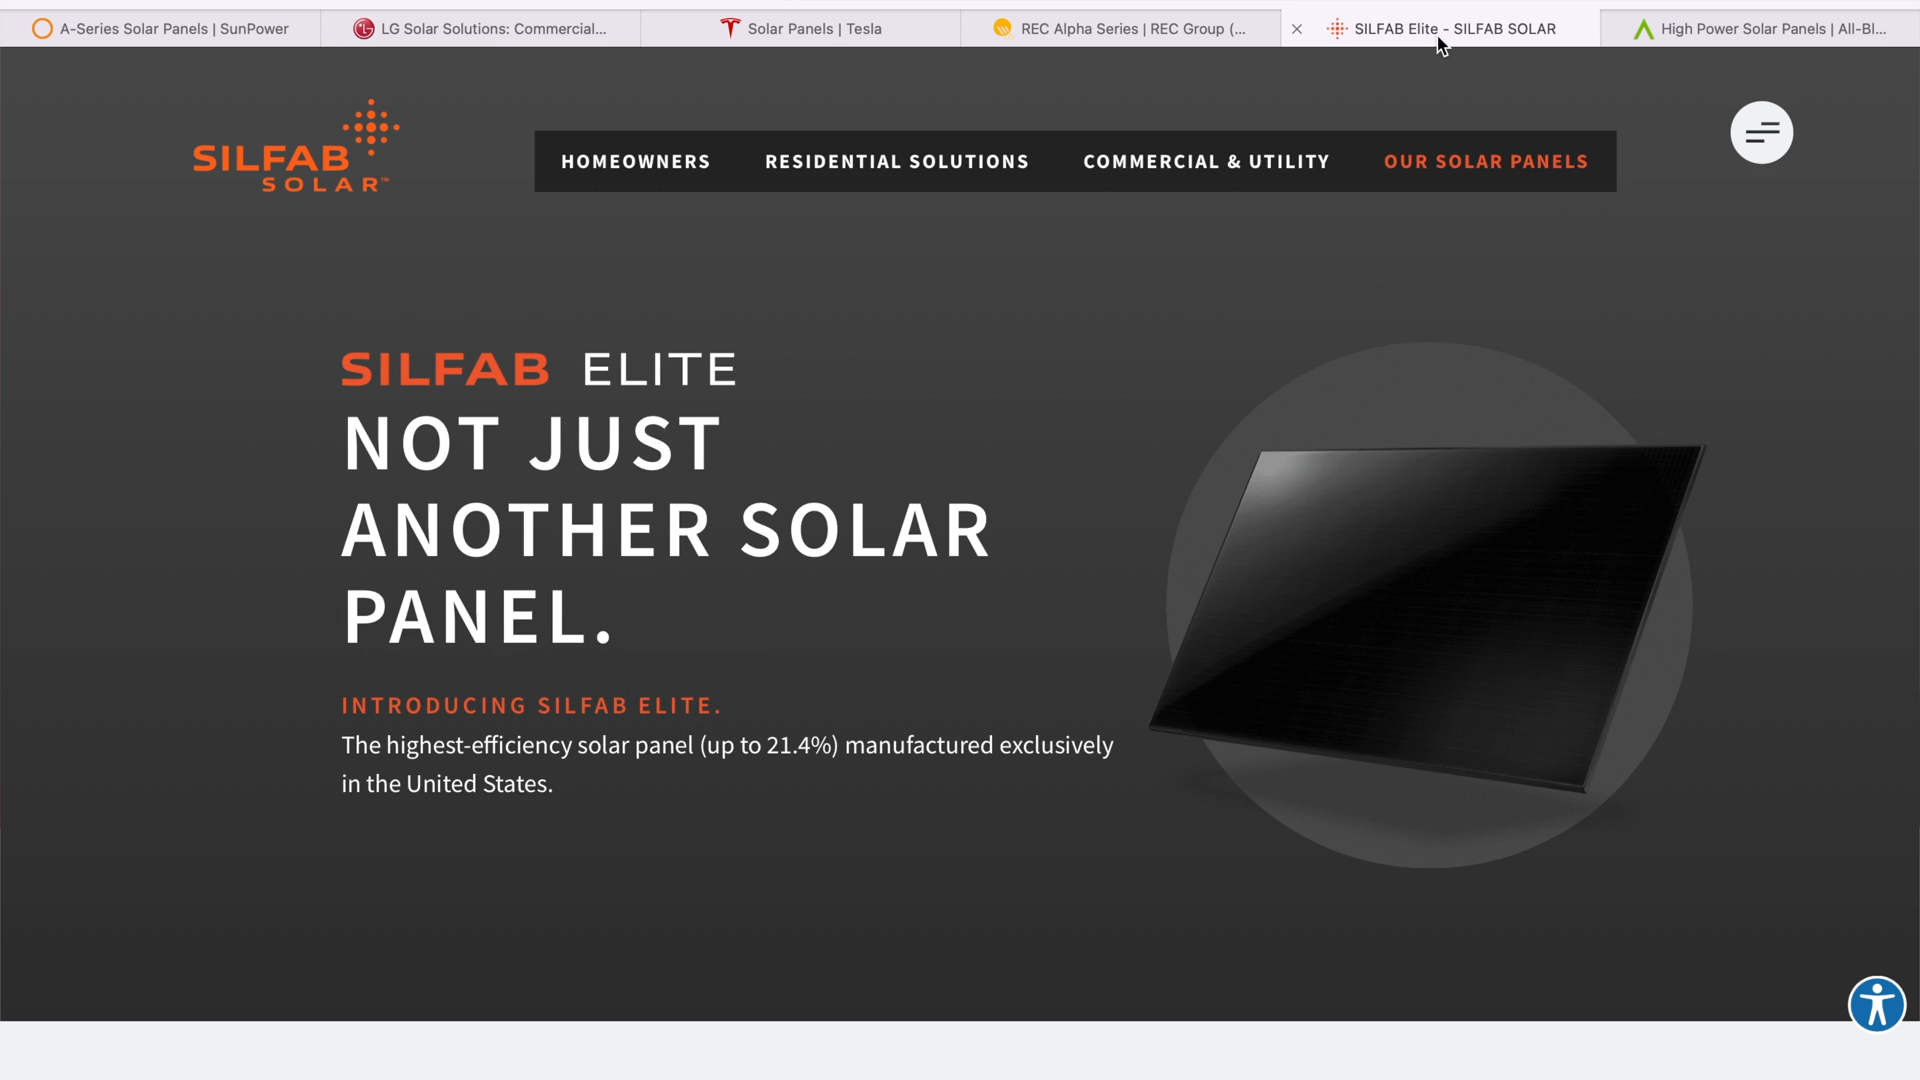 A-Series Solar Panels | SunPower
LG Solar Solutions: Commercial...
Solar Panels | Tesla
REC Alpha Series | REC Group (...
SILFAB Elite - SILFAB SOLAR
High Power Solar Panels | All-Bl...
SILFAB
SOLAR™
HOMEOWNERS
RESIDENTIAL SOLUTIONS
COMMERCIAL & UTILITY
OUR SOLAR PANELS
SILFAB ELITE
NOT JUST
ANOTHER SOLAR
PANEL.
INTRODUCING SILFAB ELITE.
The highest-efficiency solar panel (up to 21.4%) manufactured exclusively
in the United States.